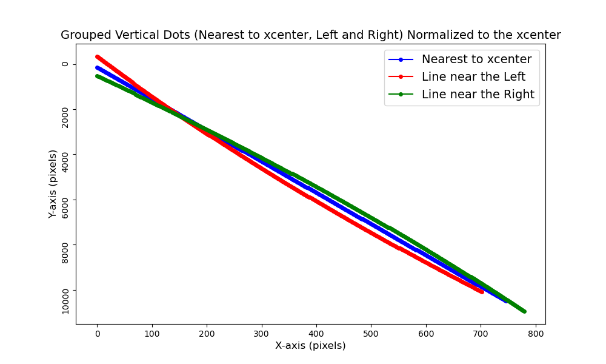 Grouped Vertical Dots (Nearest to xcenter, Left and Right) Normalized to the xcenter
Nearest to xcenter
Line near the Left
Line near the Right
Y-axis (pixels)
0
2000
4000
6000
8000
10000
0 100 200 300 400 500 600 700 800
X-axis (pixels)